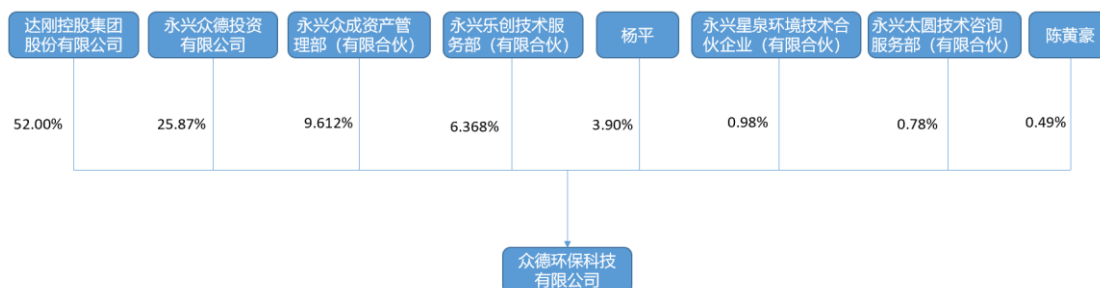 达刚控股集团
股份有限公司
永兴众德投资
有限公司
永兴众成资产管
理部（有限合伙）
永兴乐创技术服
务部（有限合伙）
杨平
永兴星泉环境技术合
伙企业（有限合伙）
永兴太圆技术咨询
服务部（有限合伙）
陈黄豪
52.00%
25.87%
9.612%
6.368%
3.90%
0.98%
0.78%
0.49%
众德环保科技
有限公司